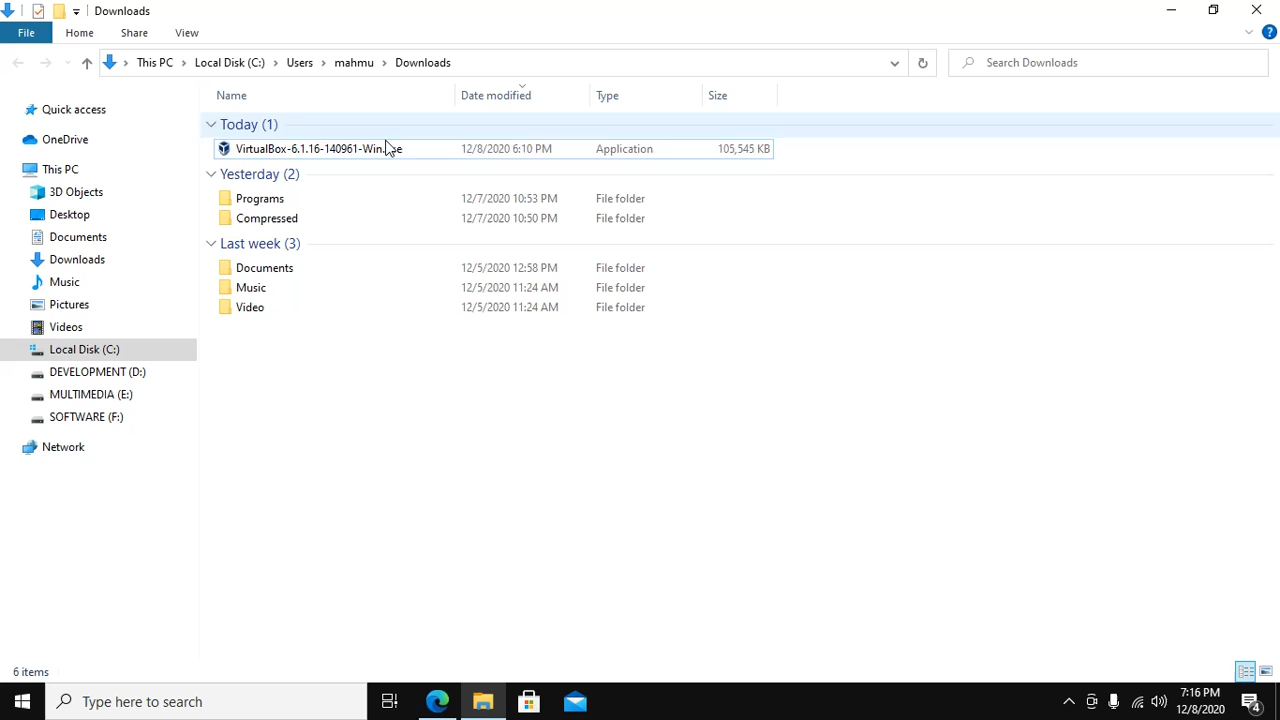 Downloads
File Home Share View
This PC Local Disk (C:) Users mahmu Downloads
Search Downloads
Name Date modified Type Size
Quick access
OneDrive
This PC
3D Objects
Desktop
Documents
Downloads
Music
Pictures
Videos
Local Disk (C:)
DEVELOPMENT (D:)
MULTIMEDIA (E:)
SOFTWARE (F:)
Network
Today (1)
VirtualBox-6.1.16-140961-Win 12/8/2020 6:10 PM Application 105,545 KB
Yesterday (2)
Programs 12/7/2020 10:53 PM File folder
Compressed 12/7/2020 10:50 PM File folder
Last week (3)
Documents 12/5/2020 12:58 PM File folder
Music 12/5/2020 11:24 AM File folder
Video 12/5/2020 11:24 AM File folder
6 items
Type here to search
7:16 PM
12/8/2020
4